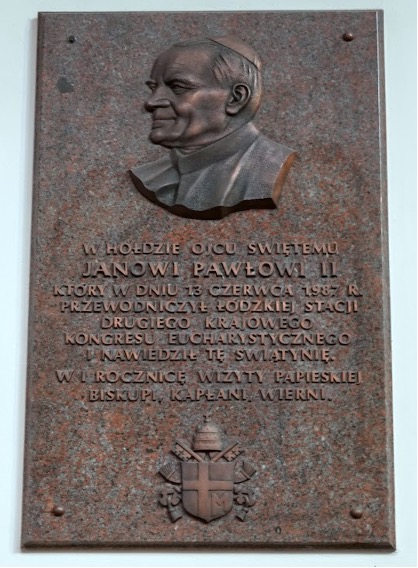 W HOŁDZIE OJCU ŚWIĘTEMU
JANOWI PAWŁOWI II
KTÓRY W DNIU 13 CZERWCA 1987 R.
PRZEWODNICZYŁ ŁÓDZKIEJ STACJI
DRUGIEGO KRAJOWEGO
KONGRESU EUCHARYSTYCZNEGO
I NAWIEDZIŁ TĘ ŚWIĄTYNIĘ.
W I ROCZNICĘ WIZYTY PAPIESKIEJ
BISKUPI, KAPŁANI, WIERNI.
M